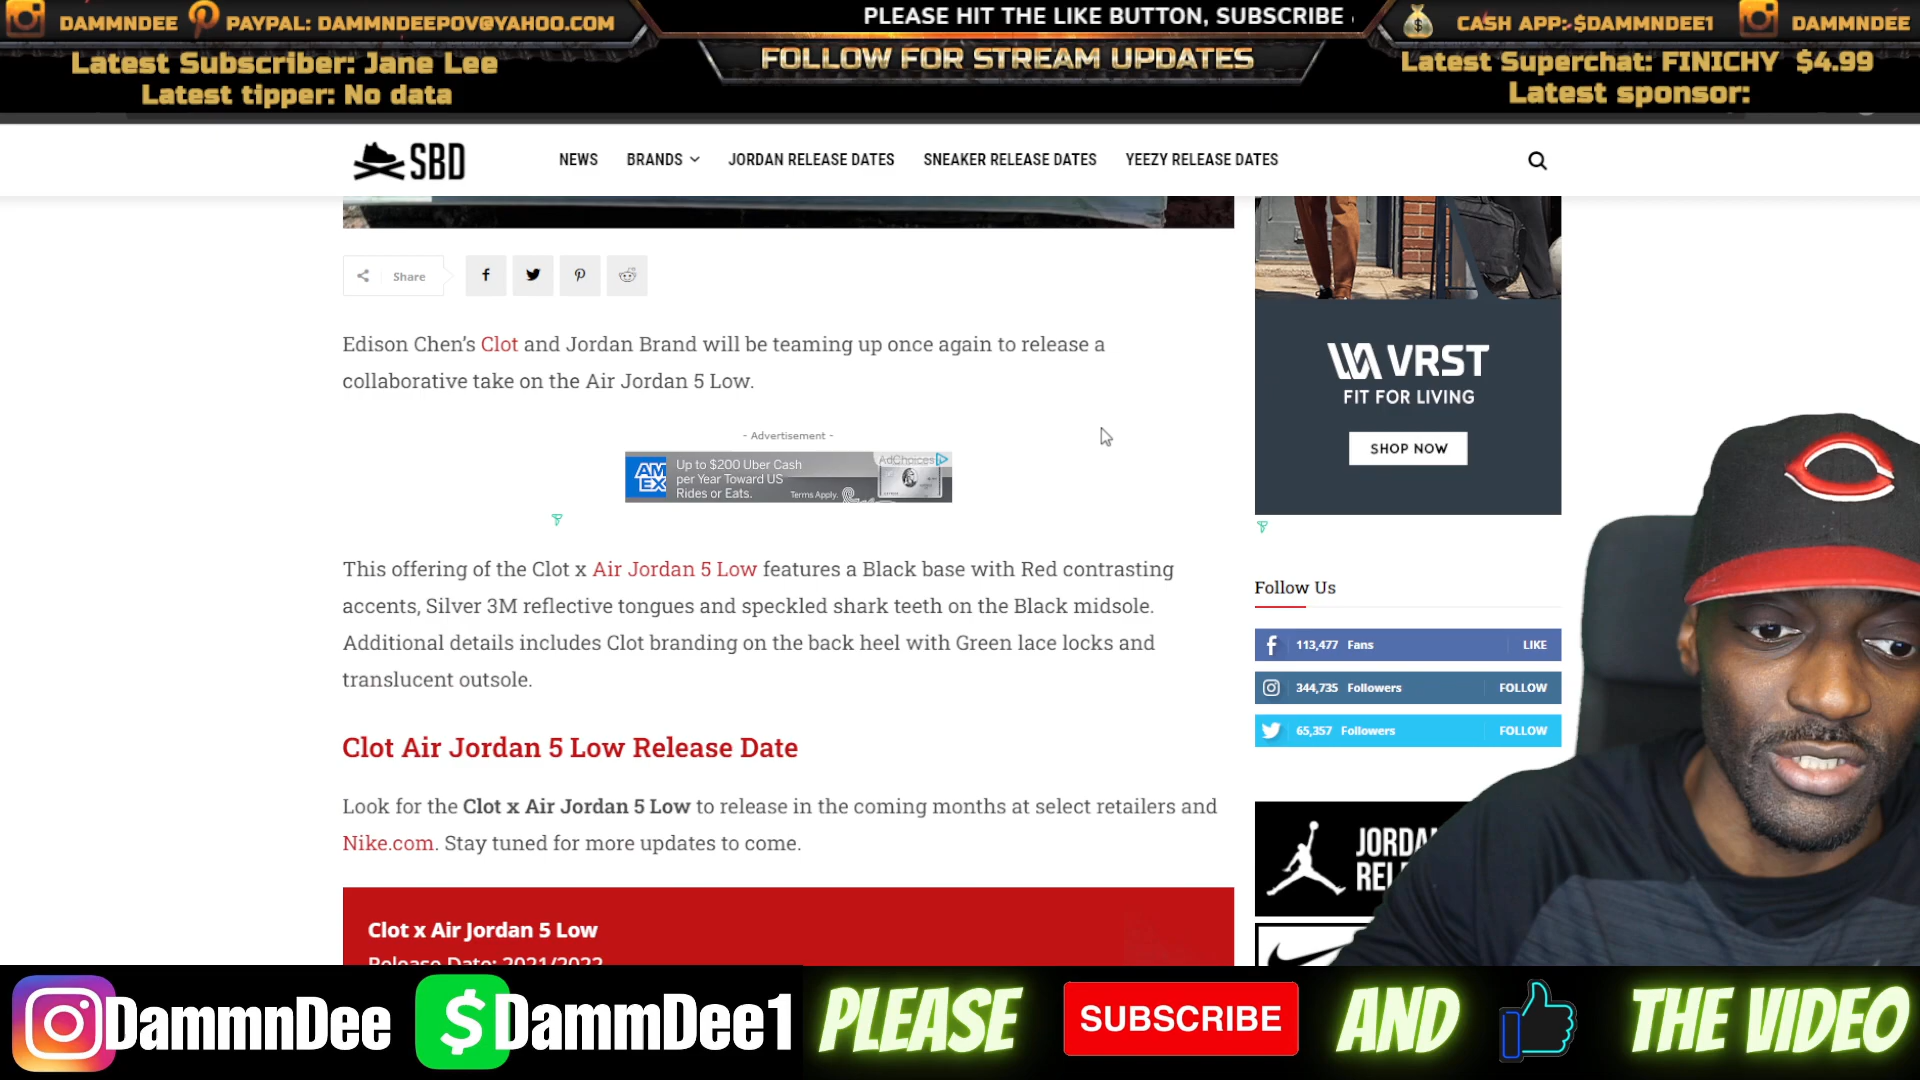 DAMMNDEE PAYPAL: DAMMNDEEPOV@YAHOO.COM
PLEASE HIT THE LIKE BUTTON, SUBSCRIBE
CASH APP:$DAMMNDEE1 DAMMNDEE
Latest Subscriber: Jane Lee
Latest tipper: No data
FOLLOW FOR STREAM UPDATES
Latest Superchat: FINICHY $4.99
Latest sponsor:
SBD
NEWS BRANDS JORDAN RELEASE DATES SNEAKER RELEASE DATES YEEZY RELEASE DATES
Share
Edison Chen’s Clot and Jordan Brand will be teaming up once again to release a
collaborative take on the Air Jordan 5 Low.
- Advertisement -
AM
EX
Up to $200 Uber Cash
per Year Toward US
Rides or Eats.
Terms Apply.
AdChoices
This offering of the Clot x Air Jordan 5 Low features a Black base with Red contrasting
accents, Silver 3M reflective tongues and speckled shark teeth on the Black midsole.
Additional details includes Clot branding on the back heel with Green lace locks and
translucent outsole.
Clot Air Jordan 5 Low Release Date
Look for the Clot x Air Jordan 5 Low to release in the coming months at select retailers and
Nike.com. Stay tuned for more updates to come.
Clot x Air Jordan 5 Low
Release Date: 2021/2022
VRST
FIT FOR LIVING
SHOP NOW
Follow Us
113,477 Fans LIKE
344,735 Followers FOLLOW
65,357 Followers FOLLOW
DammnDee $DammDee1 PLEASE SUBSCRIBE AND THE VIDEO